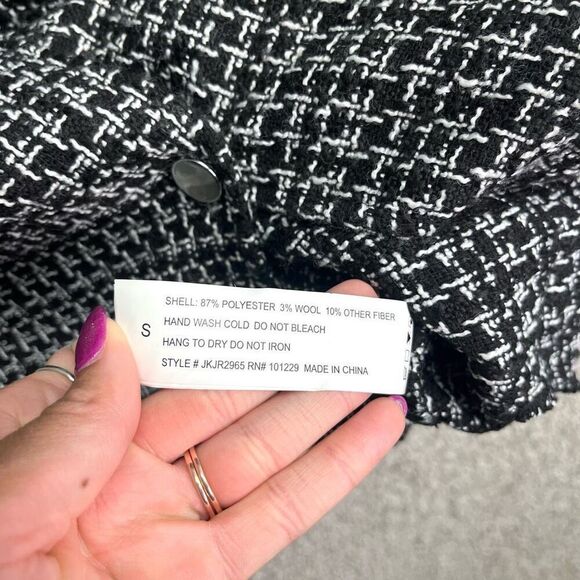 S
SHELL: 87% POLYESTER 3% WOOL 10% OTHER FIBER
HAND WASH COLD DO NOT BLEACH
HANG TO DRY DO NOT IRON
STYLE # JKJR2965 RN# 101229 MADE IN CHINA